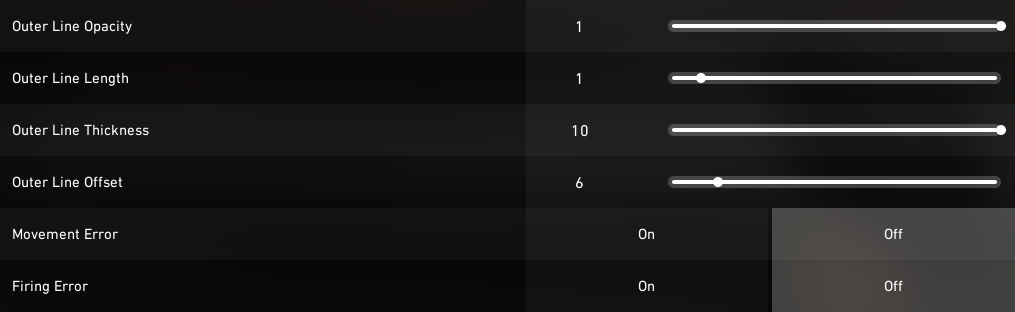 Outer Line Opacity 1
Outer Line Length 1
Outer Line Thickness 10
Outer Line Offset 6
Movement Error On Off
Firing Error On Off